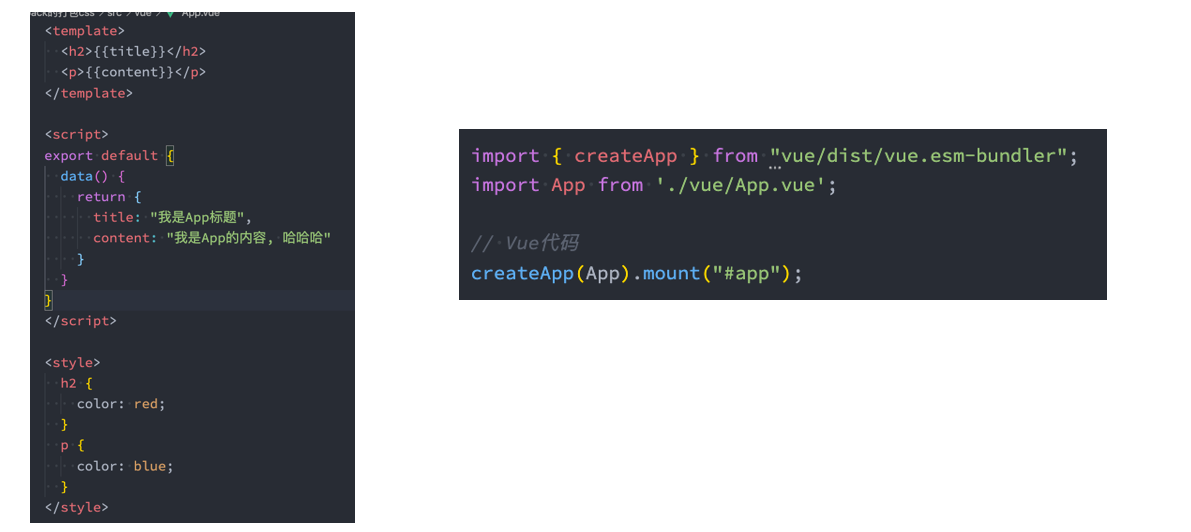 ack的打包css > src > vue > App.vue
<template>
<h2>{{title}}</h2>
<p>{{content}}</p>
</template>
<script>
export default {
data() {
return {
title: "我是App标题",
content: "我是App的内容, 哈哈哈"
}
}
}
</script>
<style>
h2 {
color: red;
}
p {
color: blue;
}
</style>
import { createApp } from "vue/dist/vue.esm-bundler";
import App from './vue/App.vue';
// Vue代码
createApp(App).mount("#app");